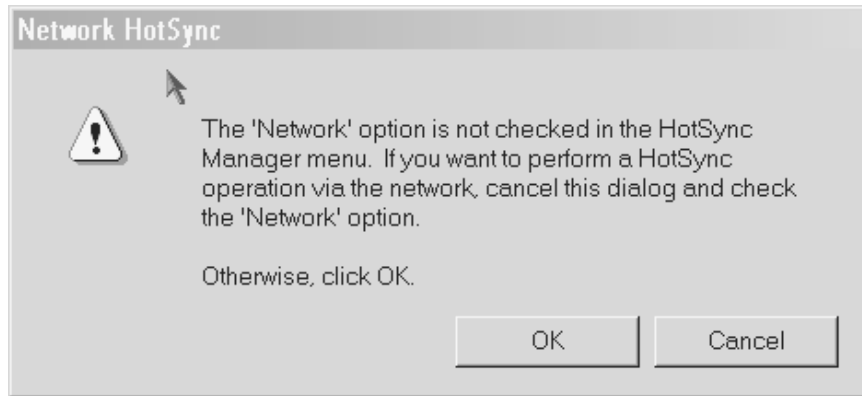 Network HotSync
The 'Network' option is not checked in the HotSync
Manager menu. If you want to perform a HotSync
operation via the network, cancel this dialog and check
the 'Network' option.
Otherwise, click OK.
OK
Cancel